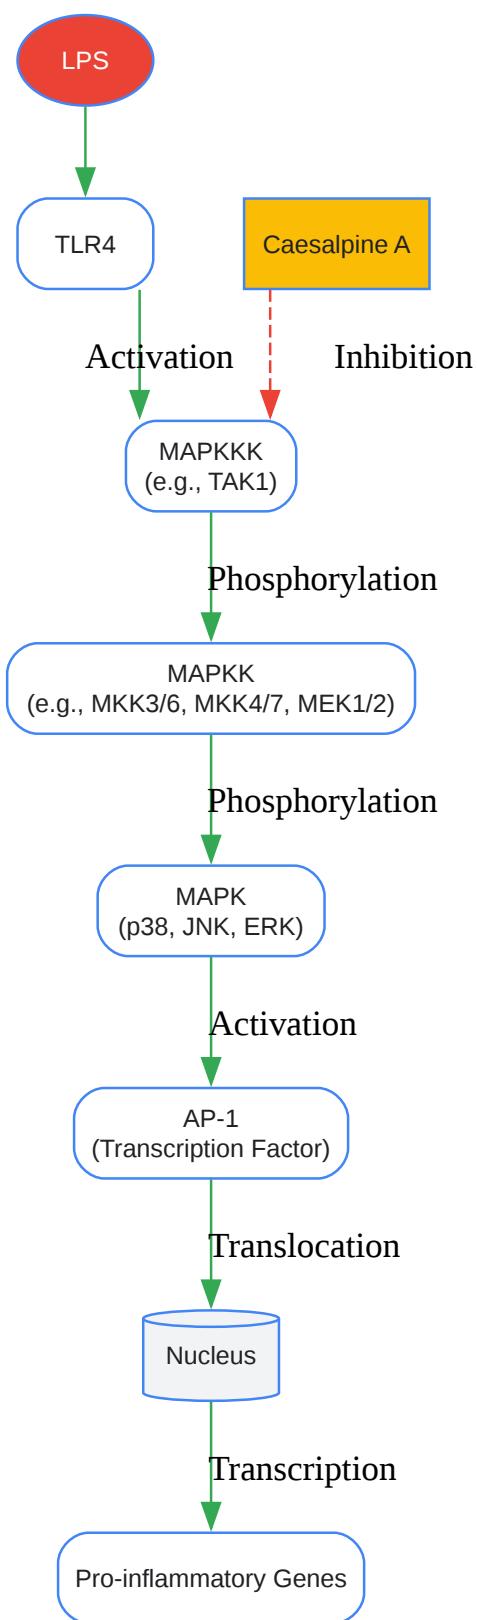 LPS
TLR4
Caesalpine A
Activation
Inhibition
MAPKKK
(e.g., TAK1)
Phosphorylation
MAPKK
(e.g., MKK3/6, MKK4/7, MEK1/2)
Phosphorylation
MAPK
(p38, JNK, ERK)
Activation
AP-1
(Transcription Factor)
Translocation
Nucleus
Transcription
Pro-inflammatory Genes